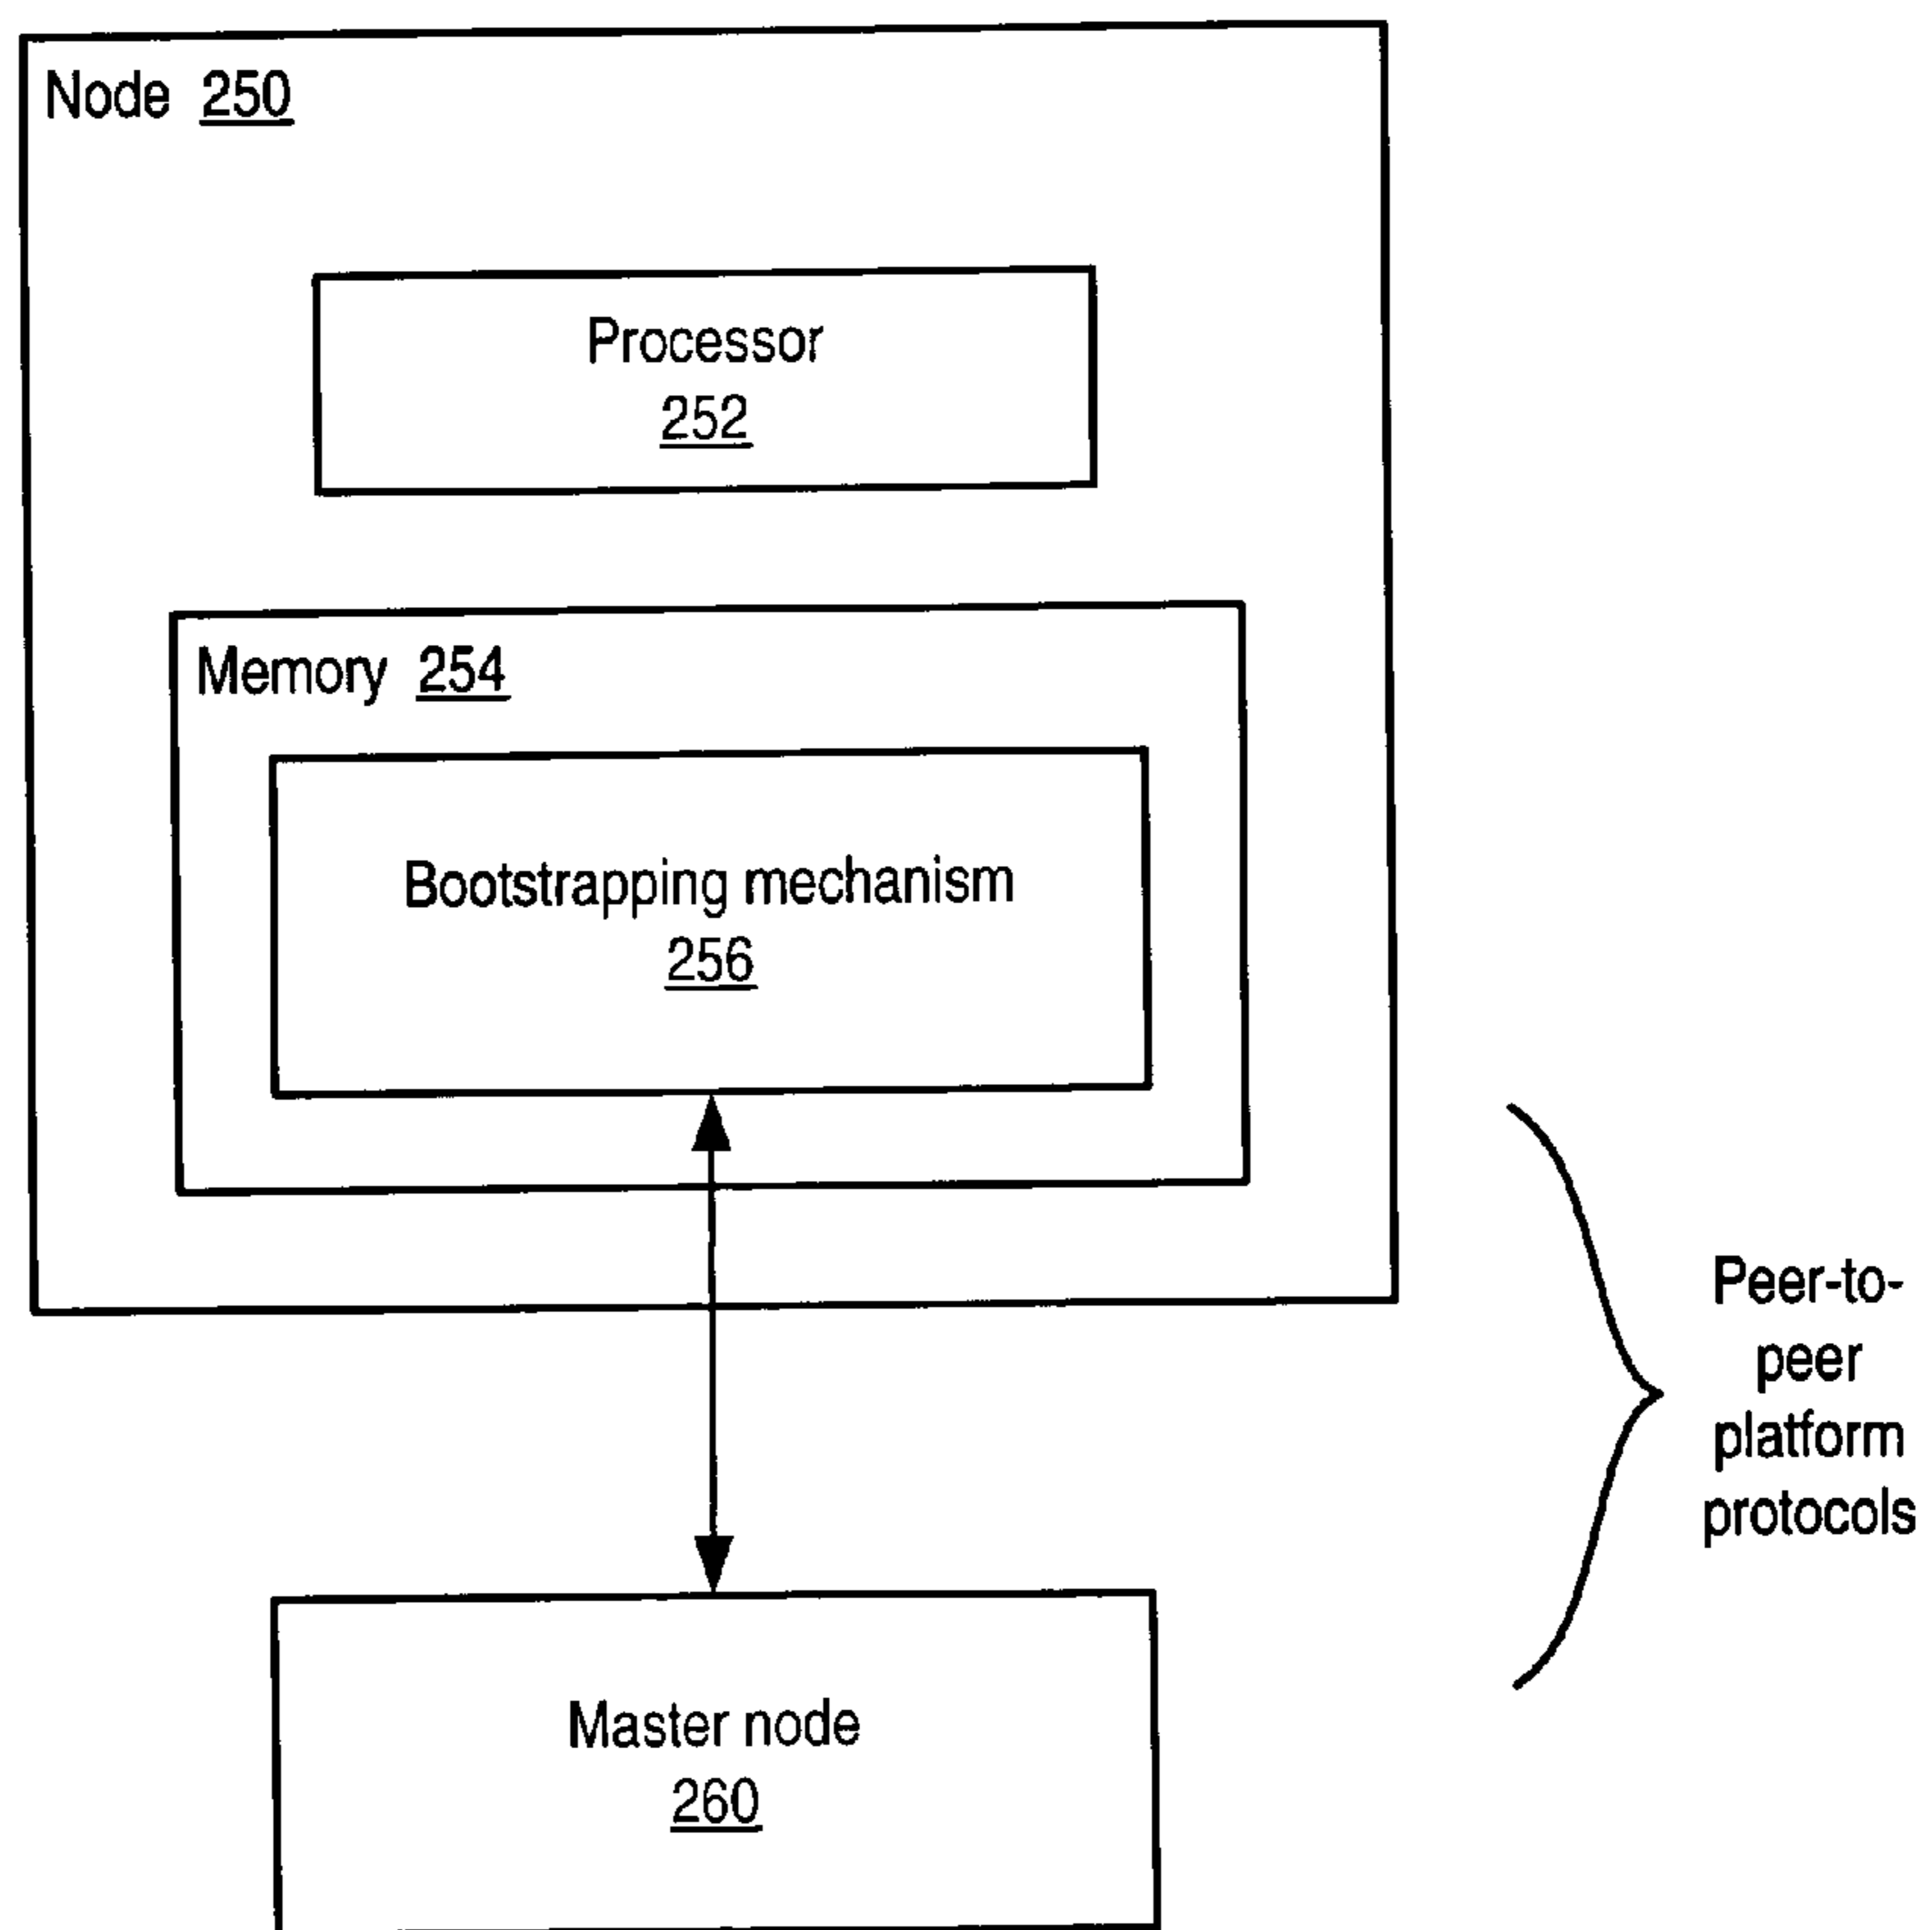 Node 250
Processor
252
Memory 254
Bootstrapping mechanism
256
Peer-to-
peer
platform
protocols
Master node
260